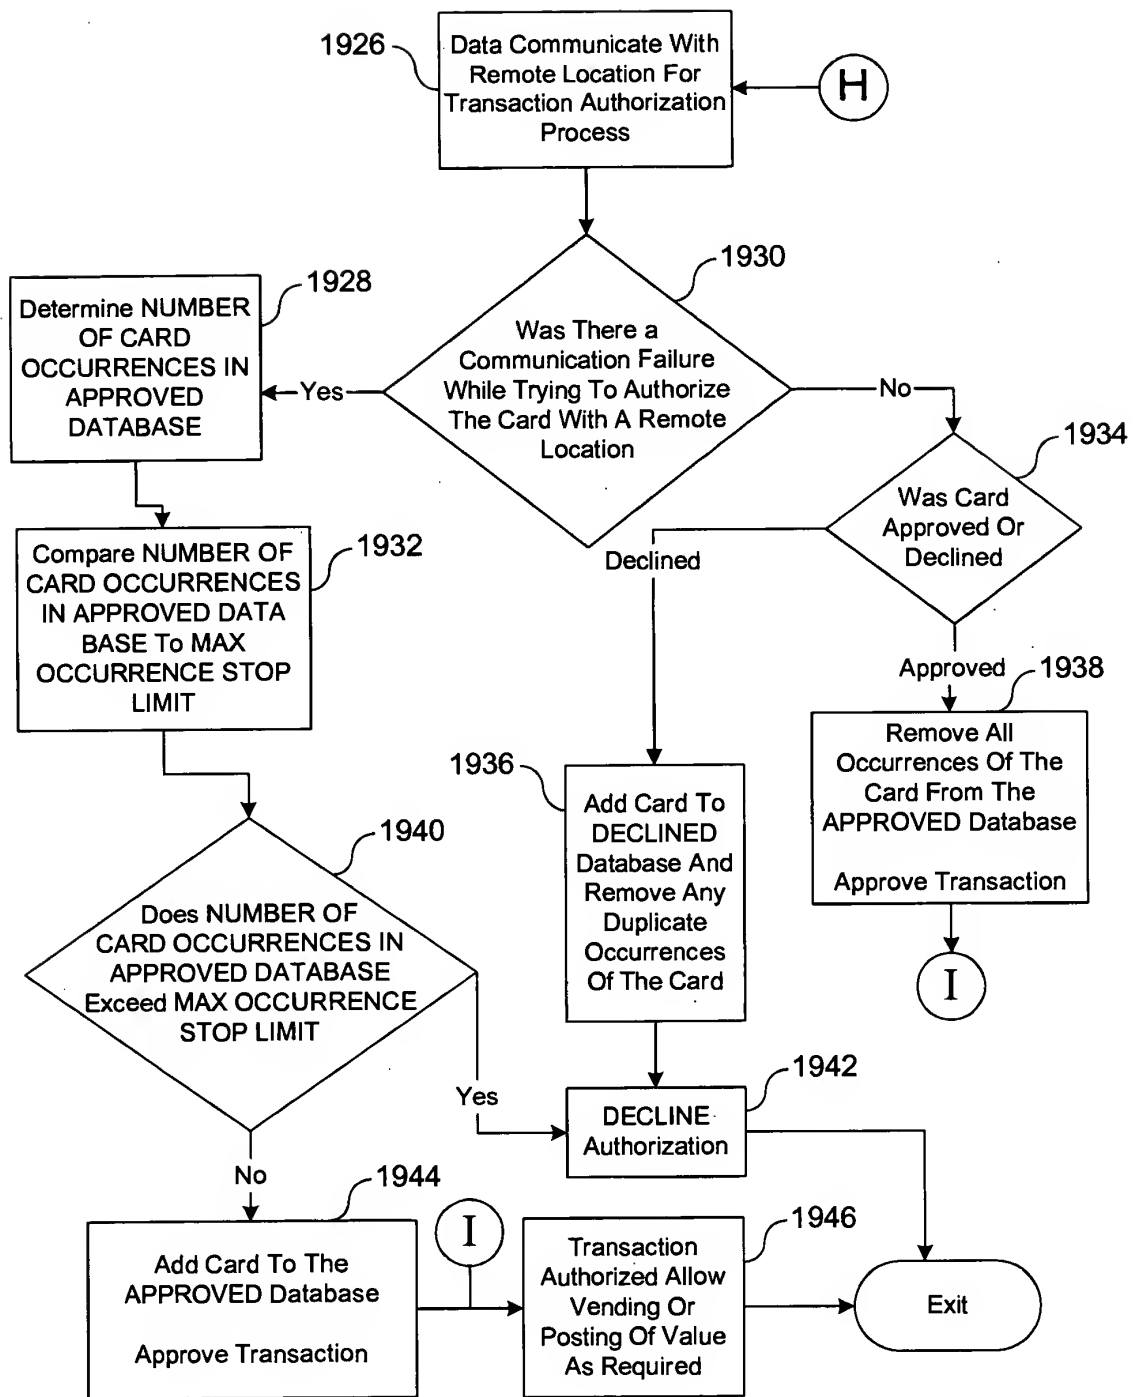 1926
Data Communicate With
Remote Location For
Transaction Authorization
Process
H
1930
Was There a
Communication Failure
While Trying To Authorize
The Card With A Remote
Location
Yes
No
1928
Determine NUMBER
OF CARD
OCCURRENCES IN
APPROVED
DATABASE
1934
Was Card
Approved Or
Declined
Declined
Approved
1932
Compare NUMBER OF
CARD OCCURRENCES
IN APPROVED DATA
BASE To MAX
OCCURRENCE STOP
LIMIT
1938
Remove All
Occurrences Of The
Card From The
APPROVED Database
Approve Transaction
I
1936
Add Card To
DECLINED
Database And
Remove Any
Duplicate
Occurrences
Of The Card
1940
Does NUMBER OF
CARD OCCURRENCES IN
APPROVED DATABASE
Exceed MAX OCCURRENCE
STOP LIMIT
Yes
No
1942
DECLINE
Authorization
1944
Add Card To The
APPROVED Database
Approve Transaction
I
1946
Transaction
Authorized Allow
Vending Or
Posting Of Value
As Required
Exit